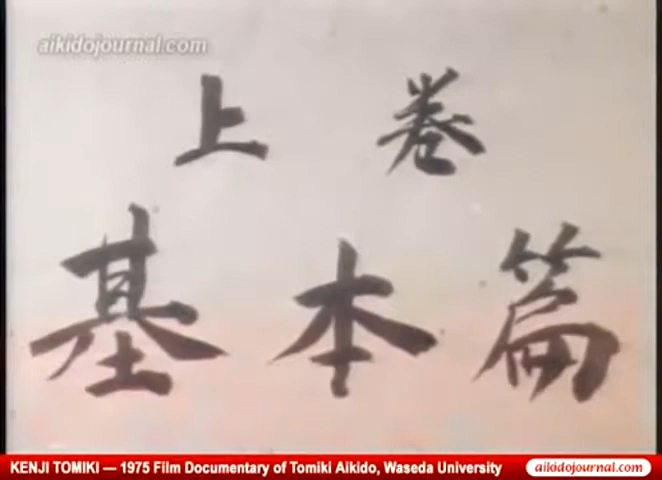 aikidojournal.com
上巻
基本篇
KENJI TOMIKI — 1975 Film Documentary of Tomiki Aikido, Waseda University
aikidojournal.com